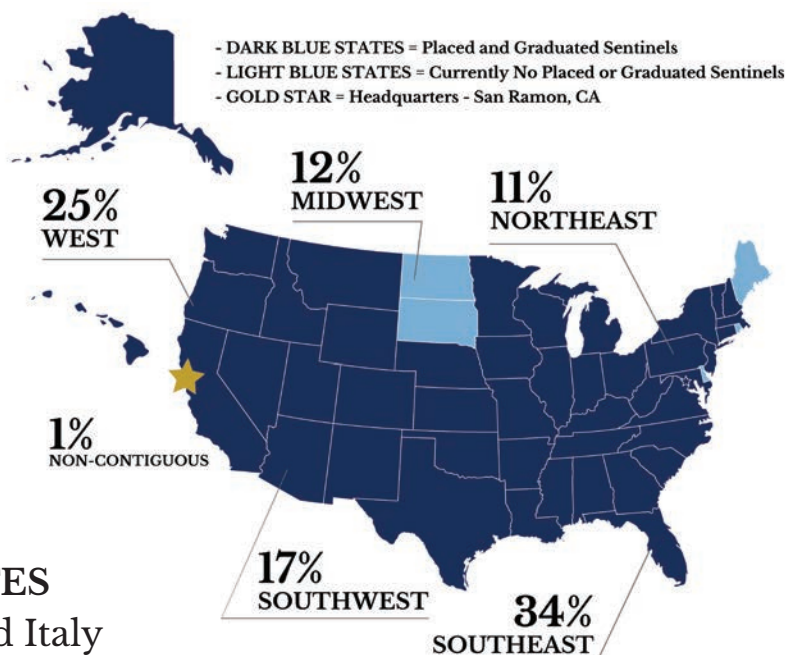 - DARK BLUE STATES = Placed and Graduated Sentinels
- LIGHT BLUE STATES = Currently No Placed or Graduated Sentinels
- GOLD STAR = Headquarters - San Ramon, CA
12%
MIDWEST
11%
NORTHEAST
25%
WEST
1%
NON-CONTIGUOUS
17%
SOUTHWEST
34%
SOUTHEAST
Italy